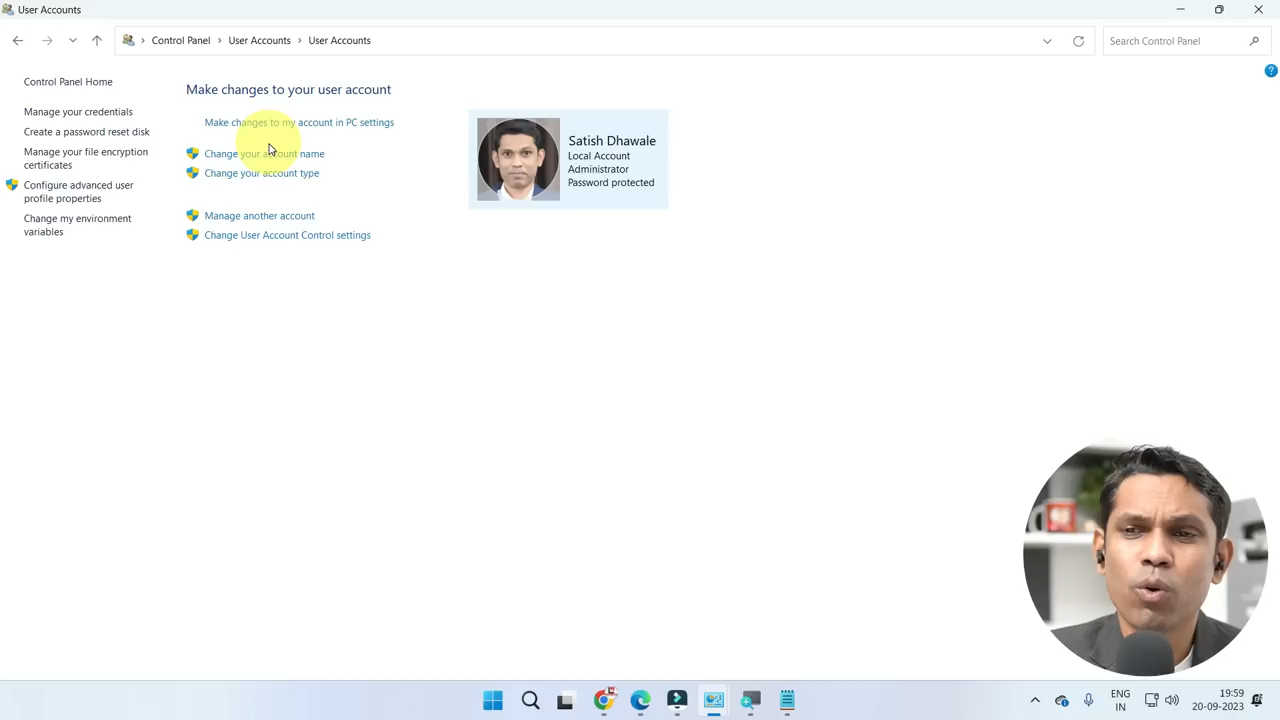 User Accounts
Control Panel > User Accounts > User Accounts
Search Control Panel
Control Panel Home
Manage your credentials
Create a password reset disk
Manage your file encryption
certificates
Configure advanced user
profile properties
Change my environment
variables
Make changes to your user account
Make changes to my account in PC settings
Change your account name
Change your account type
Manage another account
Change User Account Control settings
Satish Dhawale
Local Account
Administrator
Password protected
?
ENG
IN
19:59
20-09-2023